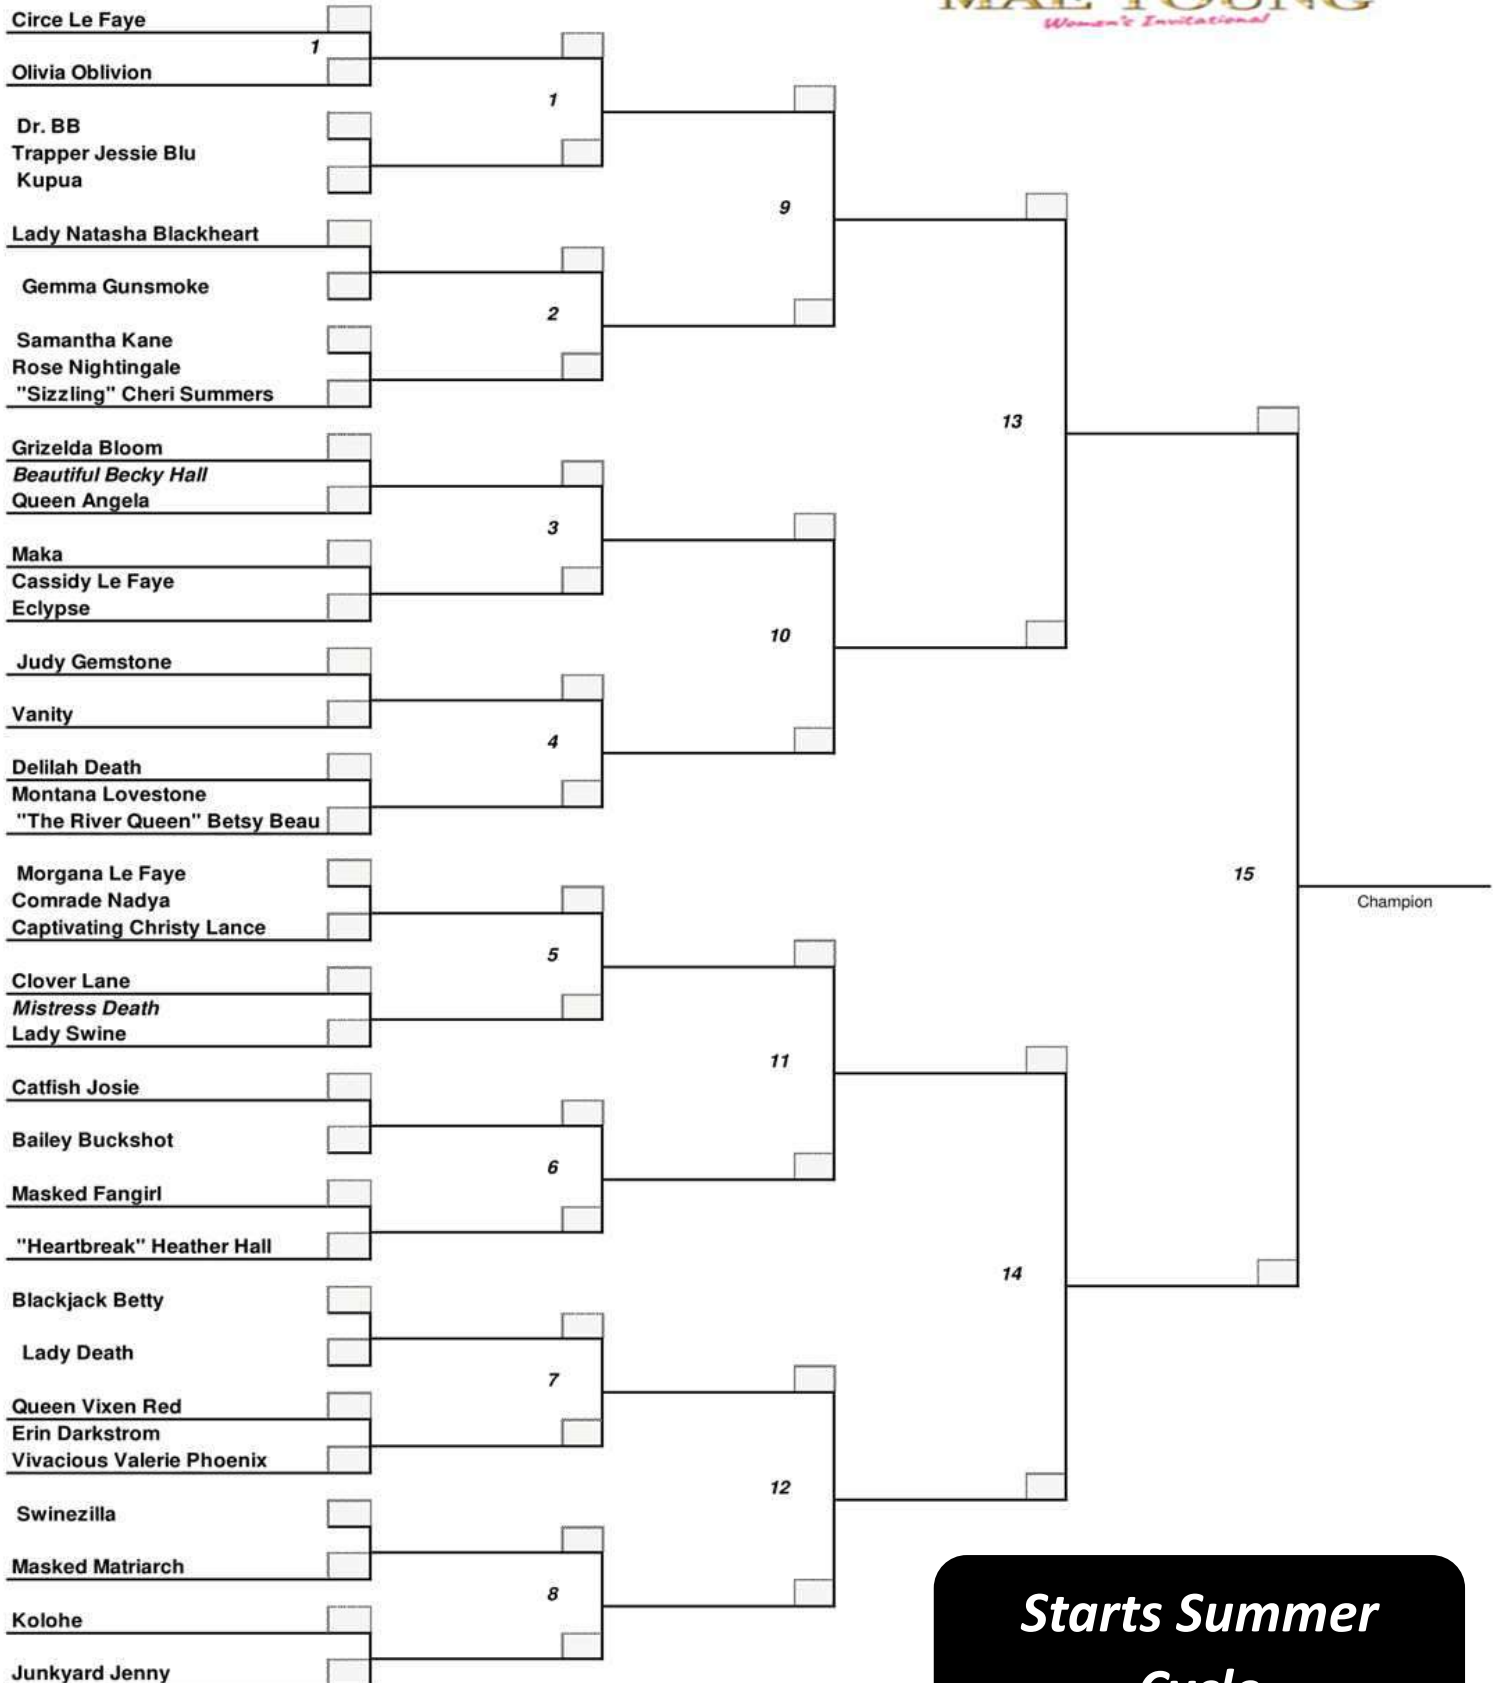 MAE YOUNG
Women's Invitational
Circe Le Faye
1
Olivia Oblivion
1
Dr. BB
Trapper Jessie Blu
Kupua
9
Lady Natasha Blackheart
Gemma Gunsmoke
2
Samantha Kane
Rose Nightingale
"Sizzling" Cheri Summers
13
Grizelda Bloom
Beautiful Becky Hall
Queen Angela
3
Maka
Cassidy Le Faye
Eclypse
10
Judy Gemstone
Vanity
4
Delilah Death
Montana Lovestone
"The River Queen" Betsy Beau
Morgana Le Faye
15
Comrade Nadya
Champion
Captivating Christy Lance
5
Clover Lane
Mistress Death
Lady Swine
11
Catfish Josie
Bailey Buckshot
6
Masked Fangirl
"Heartbreak" Heather Hall
14
Blackjack Betty
Lady Death
7
Queen Vixen Red
Erin Darkstrom
Vivacious Valerie Phoenix
12
Swinezilla
Masked Matriarch
8
Kolohe
Starts Summer
Junkyard Jenny
Cycle